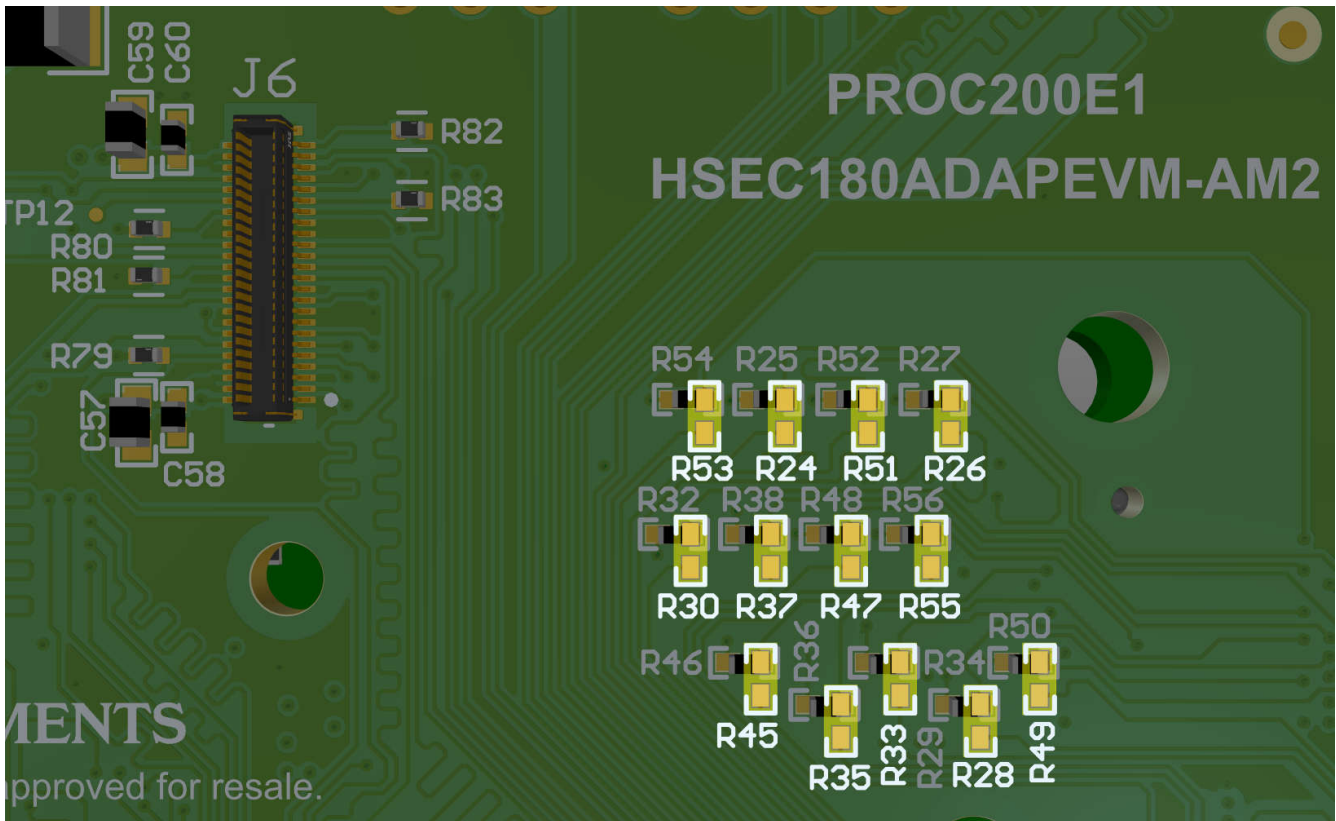 C59
C60
J6
PROC200E1
R82
HSEC180ADAPEVM-AM2
R83
TP12
R80
R81
R79
R54 R25 R52 R27
C57
C58
R53 R24 R51 R26
R32 R38 R48 R56
R30 R37 R47 R55
R46 R36 R34 R50
R45 R35 R33 R29 R28 R49
MENTS
approved for resale.